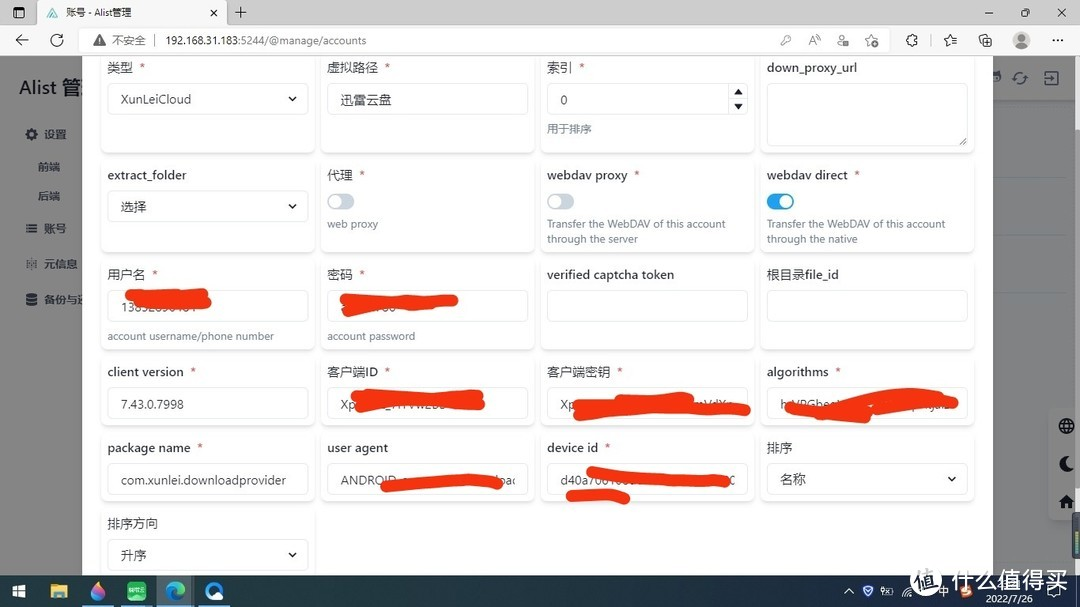 账号 - Alist管理
不安全
192.168.31.183:5244/@manage/accounts
Alist 管
设置
前端
后端
账号
元信息
备份与
类型 *
XunLeiCloud
虚拟路径 *
迅雷云盘
索引 *
0
用于排序
down_proxy_url
extract_folder
选择
代理 *
web proxy
webdav proxy *
Transfer the WebDAV of this account
through the server
webdav direct *
Transfer the WebDAV of this account
through the native
用户名 *
account username/phone number
密码 *
account password
verified captcha token
根目录file_id
client version *
7.43.0.7998
客户端ID *
Xp
客户端密钥 *
Xp
algorithms *
package name *
com.xunlei.downloadprovider
user agent
ANDROID
device id *
d40a70
排序
名称
排序方向
升序
中
2022/7/26
值 什么值得买